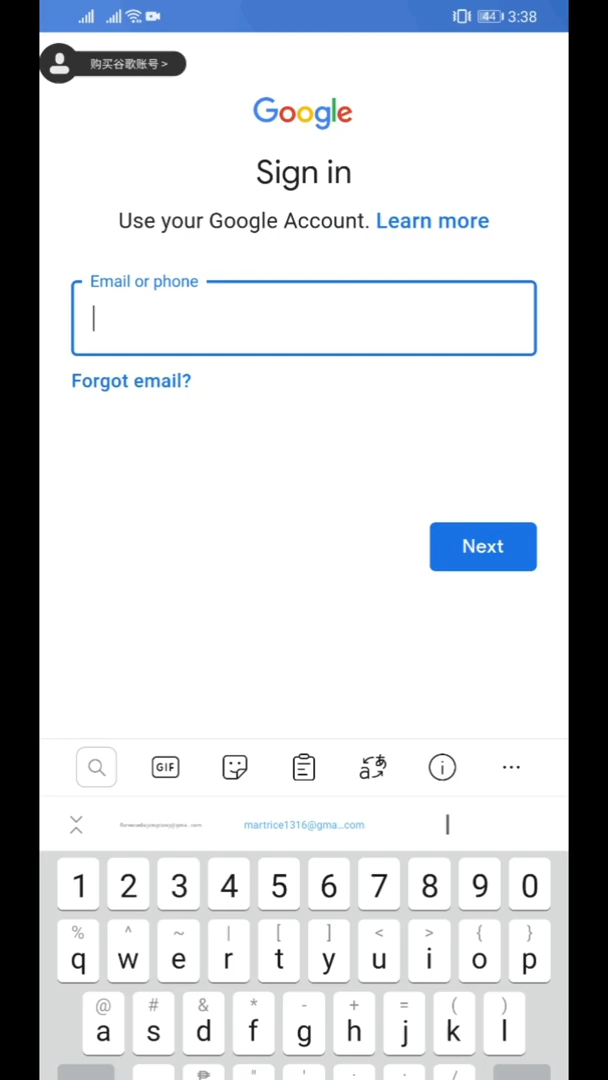 44 3:38
购买谷歌账号 >
Google
Sign in
Use your Google Account. Learn more
Email or phone
Forgot email?
Next
GIF
martrice1316@gma...com
1 2 3 4 5 6 7 8 9 0
% ^ ~ | [ ] < > { }
q w e r t y u i o p
@ # & * - + = ( )
a s d f g h j k l